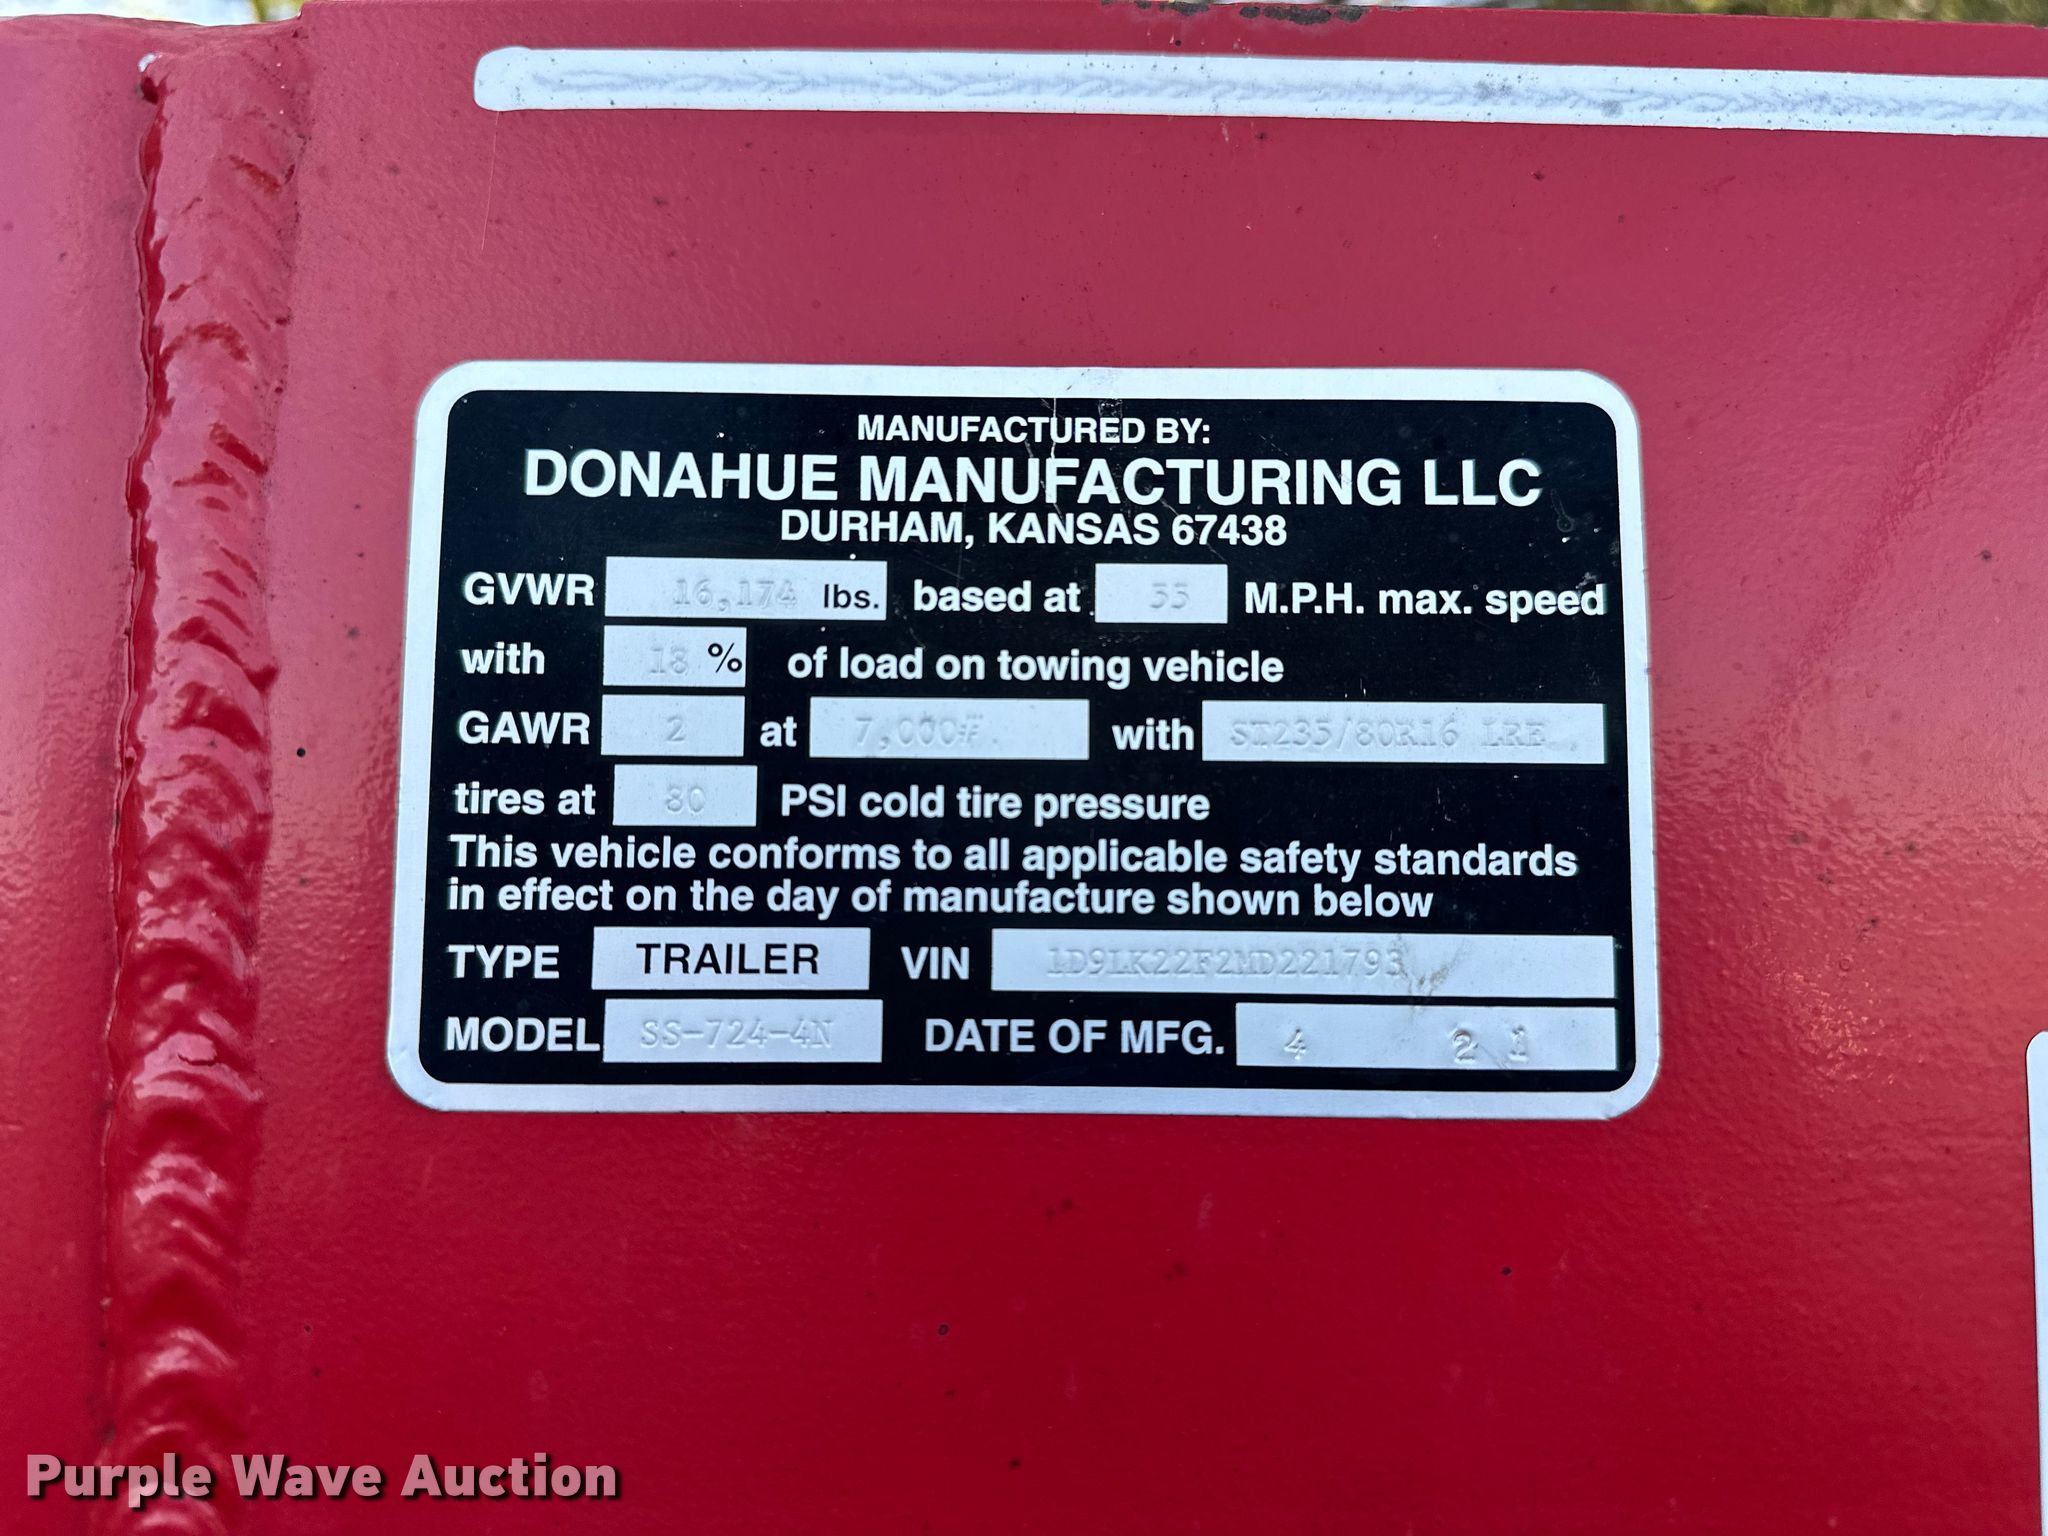 MANUFACTURED BY:
DONAHUE MANUFACTURING LLC
DURHAM, KANSAS 67438
GVWR 16,174 lbs. based at 55 M.P.H. max. speed
with 18 % of load on towing vehicle
GAWR 2 at 7,000# with ST235/80R16 LRE
tires at 80 PSI cold tire pressure
This vehicle conforms to all applicable safety standards
in effect on the day of manufacture shown below
TYPE TRAILER VIN 1D9LK22F2MD221793
MODEL SS-724-4N DATE OF MFG. 4 21
Purple Wave Auction